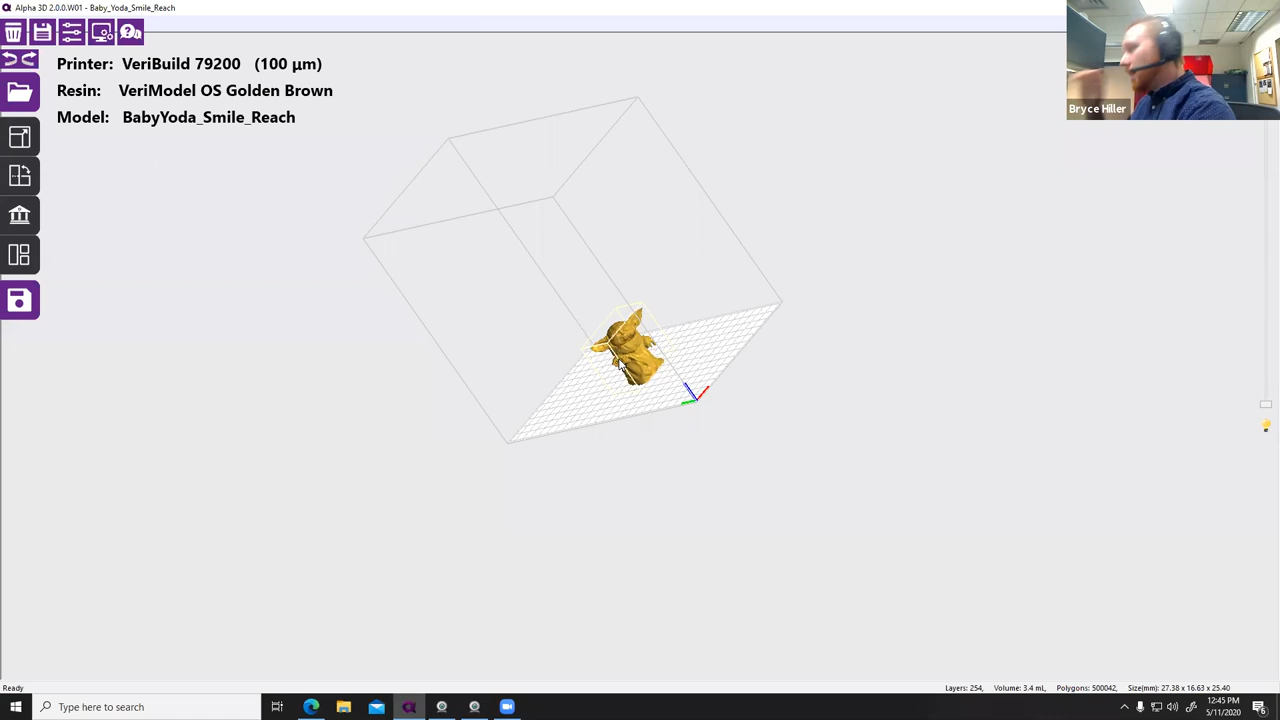 Alpha 3D 2.0.0.W01 - Baby_Yoda_Smile_Reach
Printer: VeriBuild 79200 (100 µm)
Resin: VeriModel OS Golden Brown
Model: BabyYoda_Smile_Reach
Bryce Hiller
Ready
Layers: 254, Volume: 3.4 mL, Polygons: 500042, Size(mm): 27.38 x 16.63 x 25.40
Type here to search
12:45 PM
5/11/2020
6